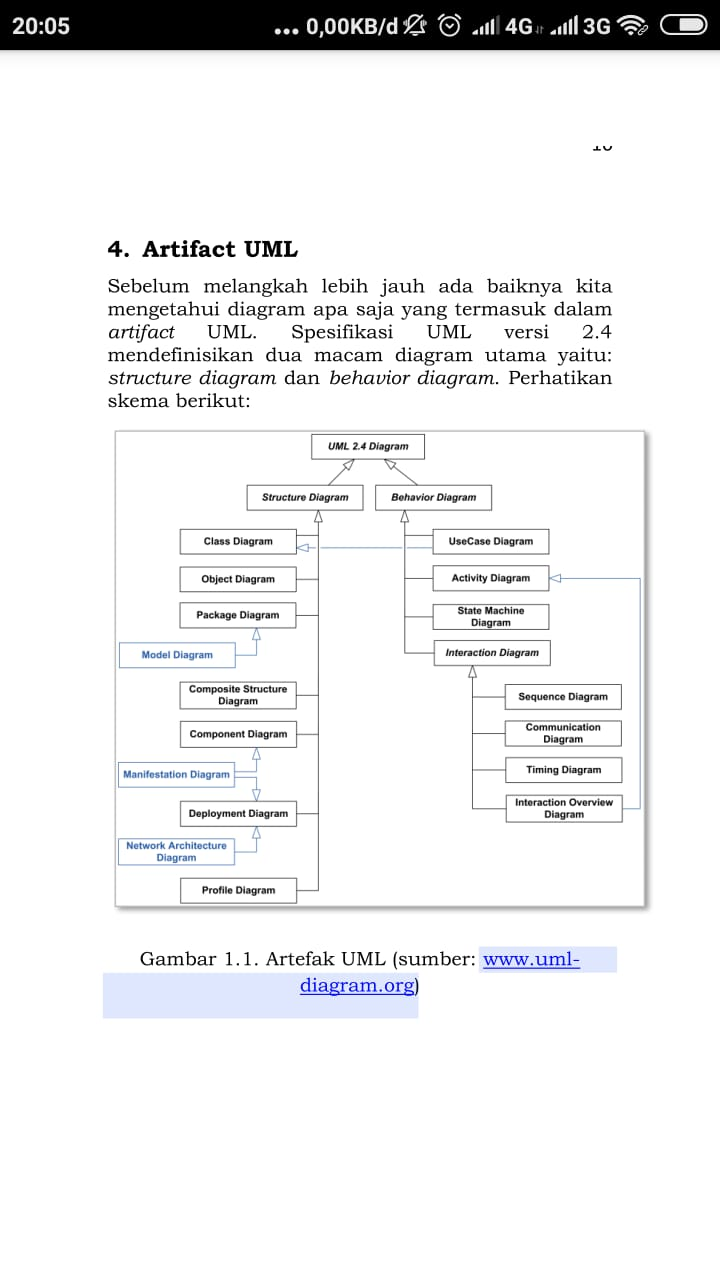 20:05
... 0,00KB/d 4G 3G
4. Artifact UML
Sebelum melangkah lebih jauh ada baiknya kita
mengetahui diagram apa saja yang termasuk dalam
artifact UML. Spesifikasi UML versi 2.4
mendefinisikan dua macam diagram utama yaitu:
structure diagram dan behavior diagram. Perhatikan
skema berikut:
UML 2.4 Diagram
Structure Diagram
Behavior Diagram
Class Diagram
UseCase Diagram
Object Diagram
Activity Diagram
Package Diagram
State Machine
Diagram
Model Diagram
Interaction Diagram
Composite Structure
Diagram
Sequence Diagram
Component Diagram
Communication
Diagram
Manifestation Diagram
Timing Diagram
Deployment Diagram
Interaction Overview
Diagram
Network Architecture
Diagram
Profile Diagram
Gambar 1.1. Artefak UML (sumber: www.uml-
diagram.org)